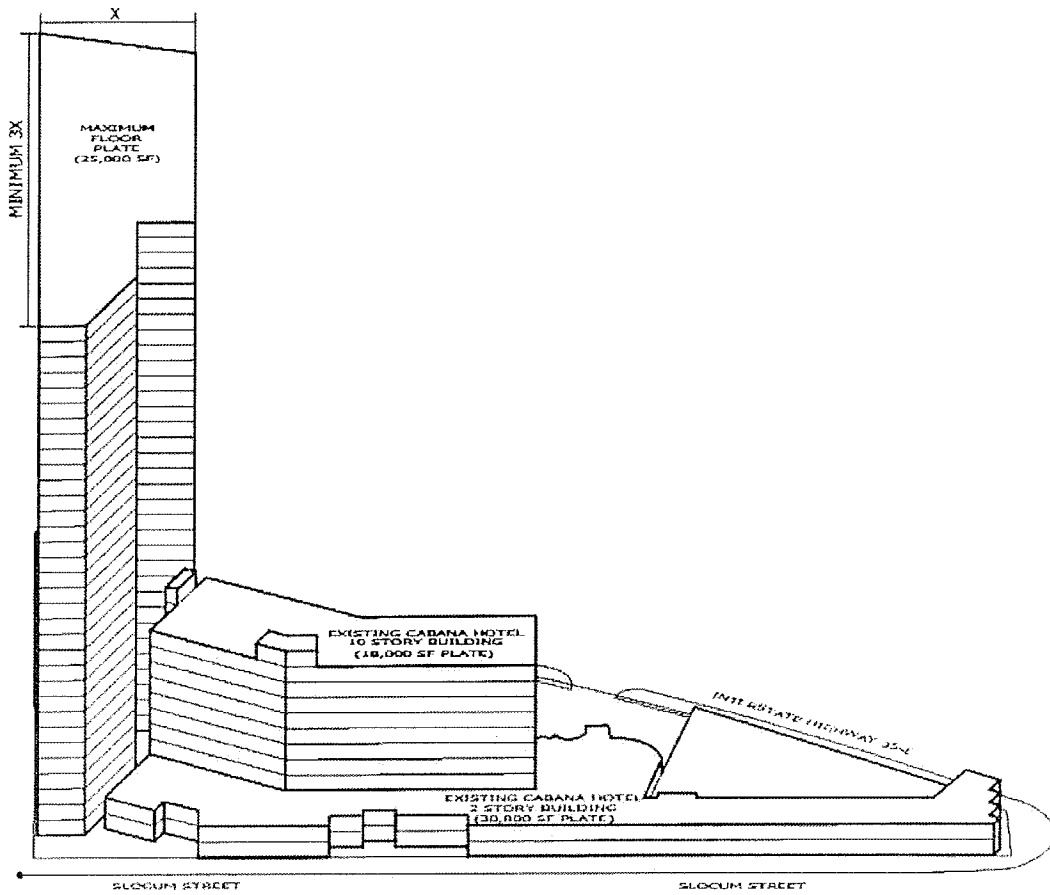 X
MINIMUM 3X
MAXIMUM
FLOOR
PLATE
(25,000 SF)
EXISTING CABANA HOTEL
10 STORY BUILDING
(18,000 SF PLATE)
INTERSTATE HIGHWAY 35-E
EXISTING CABANA HOTEL
2 STORY BUILDING
(30,000 SF PLATE)
SLOCUM STREET
SLOCUM STREET